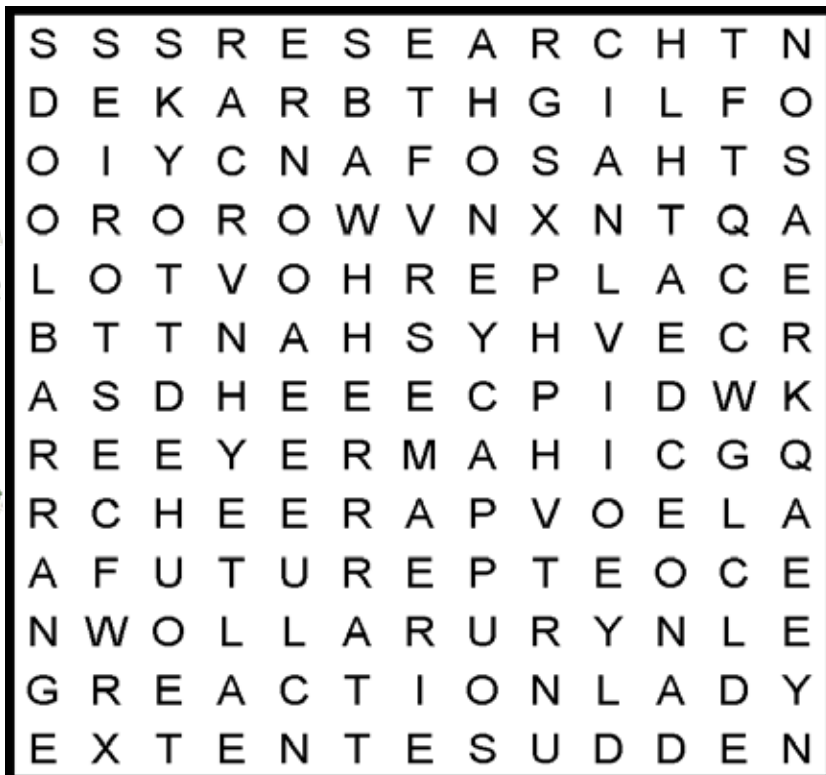 S S S R E S E A R C H T N
D E K A R B T H G I L F O
O I Y C N A F O S A H T S
O R O R O W V N X N T Q A
L O T V O H R E P L A C E
B T T N A H S Y H V E C R
A S D H E E E C P I D W K
R E E Y E R M A H I C G Q
R C H E E R A P V O E L A
A F U T U R E P T E O C E
N W O L L A R U R Y N L E
G R E A C T I O N L A D Y
E X T E N T E S U D D E N